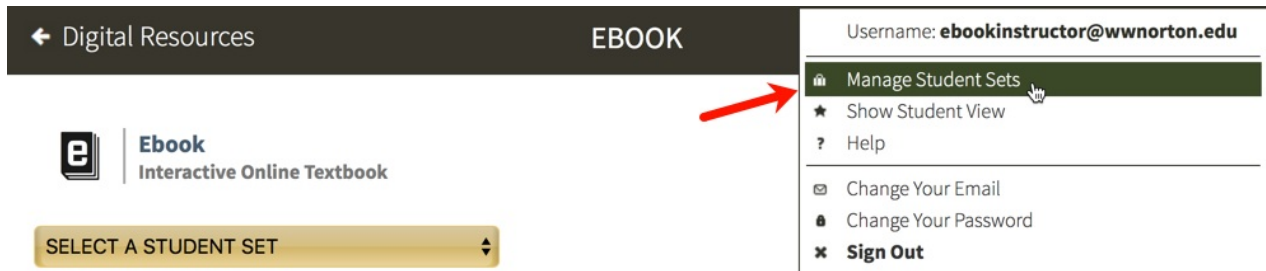 Digital Resources
EBOOK
Username: ebookinstructor@wwnorton.edu
Manage Student Sets
Show Student View
? Help
Change Your Email
Change Your Password
Sign Out
e
Ebook
Interactive Online Textbook
SELECT A STUDENT SET